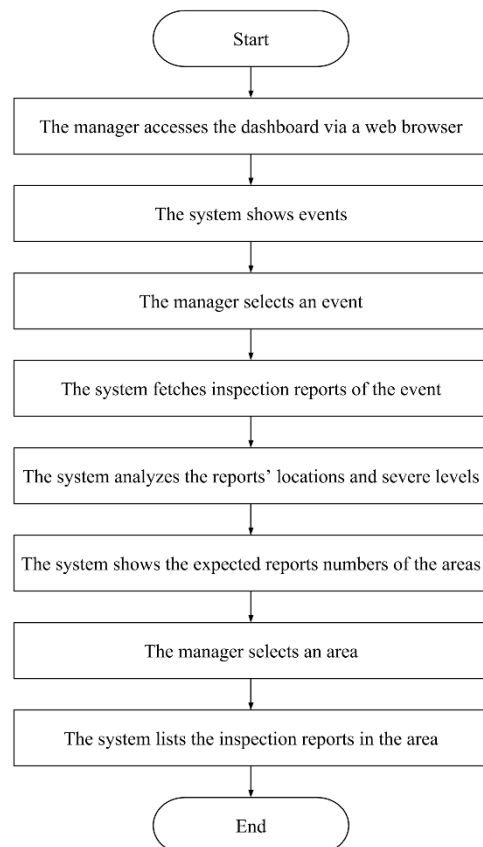 Start
The manager accesses the dashboard via a web browser
The system shows events
The manager selects an event
The system fetches inspection reports of the event
The system analyzes the reports’ locations and severe levels
The system shows the expected reports numbers of the areas
The manager selects an area
The system lists the inspection reports in the area
End